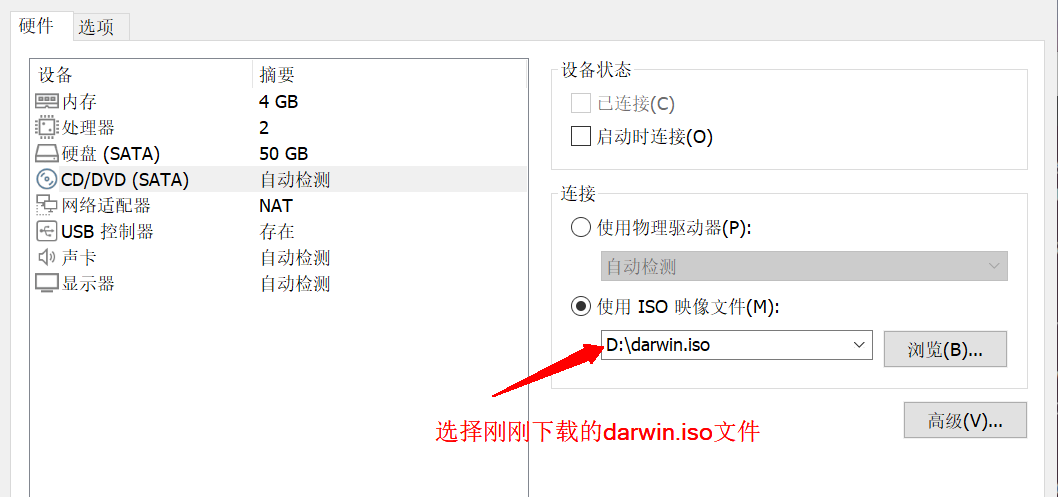 硬件 选项
设备 摘要
内存 4 GB
处理器 2
硬盘 (SATA) 50 GB
CD/DVD (SATA) 自动检测
网络适配器 NAT
USB 控制器 存在
声卡 自动检测
显示器 自动检测
设备状态
已连接(C)
启动时连接(O)
连接
使用物理驱动器(P):
自动检测
使用 ISO 映像文件(M):
D:\darwin.iso 浏览(B)...
高级(V)...
选择刚刚下载的darwin.iso文件